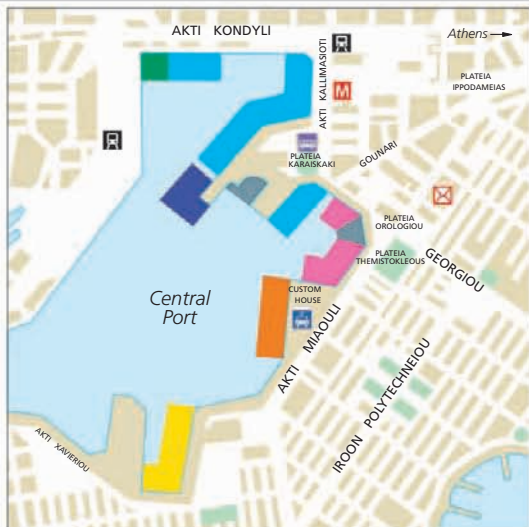 AKTI KONDYLI
Athens
AKTI KALLIMASIOTI
M
PLATEIA
IPPODAMEIAS
PLATEIA
KARAISKAKI
GOUNARI
PLATEIA
OROLOGIOU
PLATEIA
THEMISTOKLEOUS
GEORGIOU
CUSTOM
HOUSE
Central
Port
AKTI MIAOULI
IROON POLYTECHNEIOU
AKTI XAVERIOU